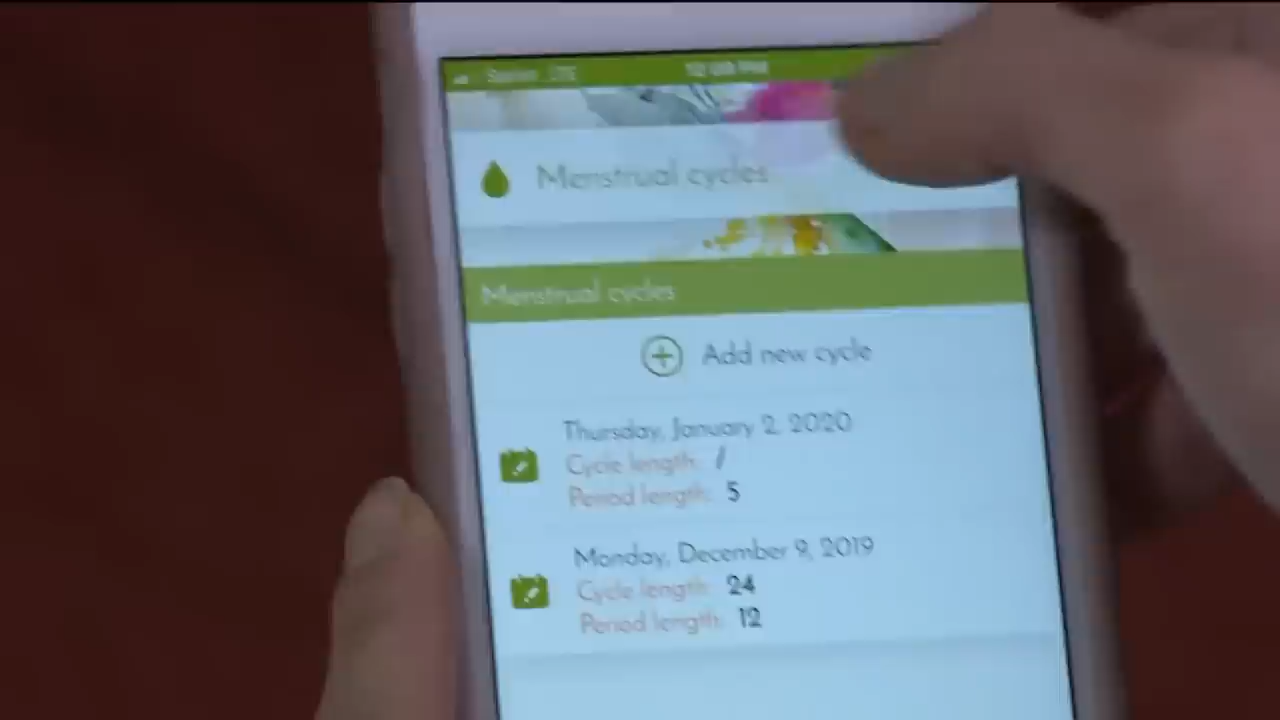 LTE
Menstrual cycles
Menstrual cycles
Add new cycle
Thursday, January 2, 2020
Cycle length: /
Period length: 5
Monday, December 9, 2019
Cycle length: 24
Period length: 12